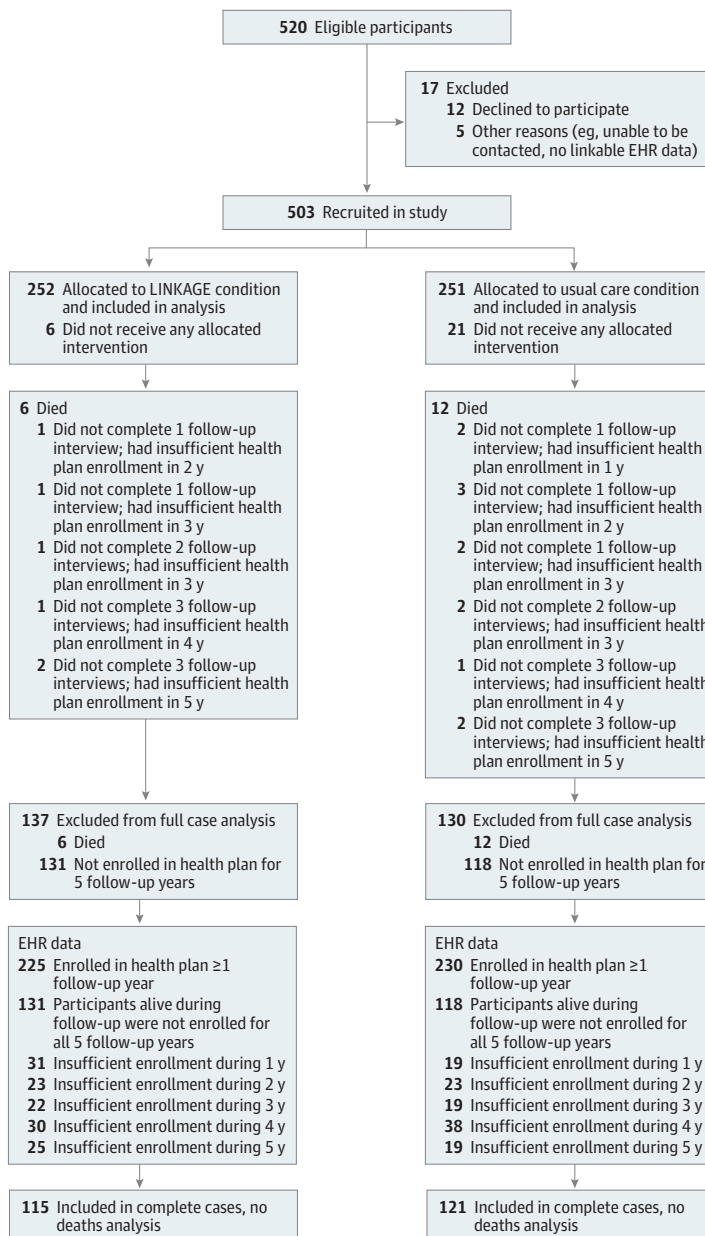 520 Eligible participants
17 Excluded
12 Declined to participate
5 Other reasons (eg, unable to be
contacted, no linkable EHR data)
503 Recruited in study
252 Allocated to LINKAGE condition
and included in analysis
6 Did not receive any allocated
intervention
251 Allocated to usual care condition
and included in analysis
21 Did not receive any allocated
intervention
6 Died
1 Did not complete 1 follow-up
interview; had insufficient health
plan enrollment in 2 y
1 Did not complete 1 follow-up
interview; had insufficient health
plan enrollment in 3 y
1 Did not complete 2 follow-up
interviews; had insufficient health
plan enrollment in 3 y
1 Did not complete 3 follow-up
interviews; had insufficient health
plan enrollment in 4 y
2 Did not complete 3 follow-up
interviews; had insufficient health
plan enrollment in 5 y
12 Died
2 Did not complete 1 follow-up
interview; had insufficient health
plan enrollment in 1 y
3 Did not complete 1 follow-up
interview; had insufficient health
plan enrollment in 2 y
2 Did not complete 1 follow-up
interview; had insufficient health
plan enrollment in 3 y
2 Did not complete 2 follow-up
interviews; had insufficient health
plan enrollment in 3 y
1 Did not complete 3 follow-up
interviews; had insufficient health
plan enrollment in 4 y
2 Did not complete 3 follow-up
interviews; had insufficient health
plan enrollment in 5 y
137 Excluded from full case analysis
6 Died
131 Not enrolled in health plan for
5 follow-up years
130 Excluded from full case analysis
12 Died
118 Not enrolled in health plan for
5 follow-up years
EHR data
225 Enrolled in health plan ≥1
follow-up year
131 Participants alive during
follow-up were not enrolled for
all 5 follow-up years
31 Insufficient enrollment during 1 y
23 Insufficient enrollment during 2 y
22 Insufficient enrollment during 3 y
30 Insufficient enrollment during 4 y
25 Insufficient enrollment during 5 y
EHR data
230 Enrolled in health plan ≥1
follow-up year
118 Participants alive during
follow-up were not enrolled for
all 5 follow-up years
19 Insufficient enrollment during 1 y
23 Insufficient enrollment during 2 y
19 Insufficient enrollment during 3 y
38 Insufficient enrollment during 4 y
19 Insufficient enrollment during 5 y
115 Included in complete cases, no
deaths analysis
121 Included in complete cases, no
deaths analysis